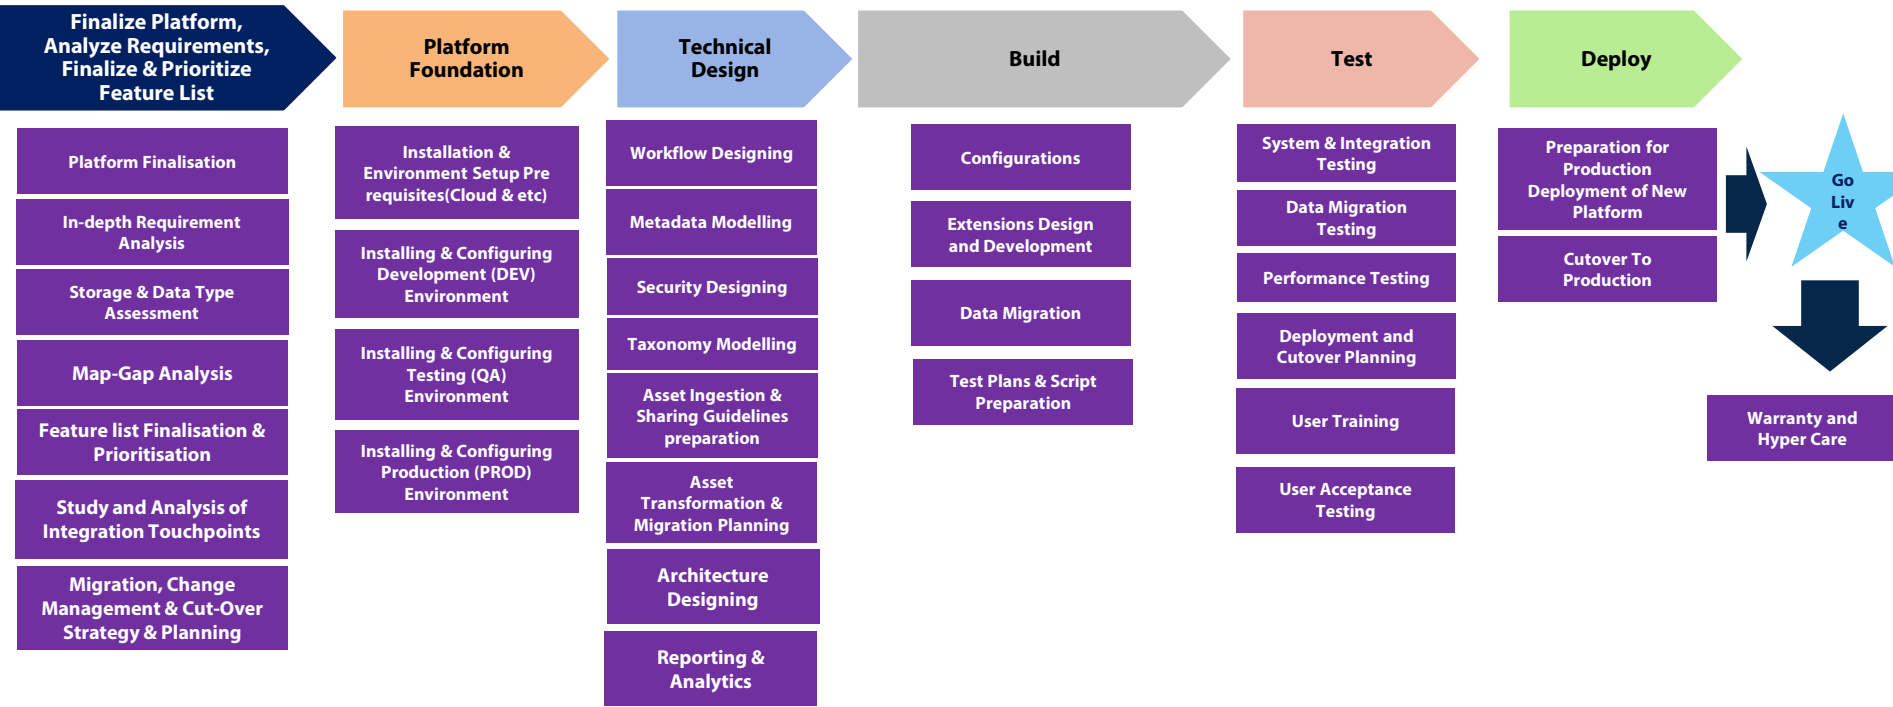 Finalize Platform,
Analyze Requirements,
Finalize & Prioritize
Feature List
Platform
Foundation
Technical
Design
Build
Test
Deploy
Platform Finalisation
In-depth Requirement
Analysis
Storage & Data Type
Assessment
Map-Gap Analysis
Feature list Finalisation &
Prioritisation
Study and Analysis of
Integration Touchpoints
Migration, Change
Management & Cut-Over
Strategy & Planning
Installation &
Environment Setup Pre
requisites(Cloud & etc)
Installing & Configuring
Development (DEV)
Environment
Installing & Configuring
Testing (QA)
Environment
Installing & Configuring
Production (PROD)
Environment
Workflow Designing
Metadata Modelling
Security Designing
Taxonomy Modelling
Asset Ingestion &
Sharing Guidelines
preparation
Asset
Transformation &
Migration Planning
Architecture
Designing
Reporting &
Analytics
Configurations
Extensions Design
and Development
Data Migration
Test Plans & Script
Preparation
System & Integration
Testing
Data Migration
Testing
Performance Testing
Deployment and
Cutover Planning
User Training
User Acceptance
Testing
Preparation for
Production
Deployment of New
Platform
Cutover To
Production
Go
Liv
e
Warranty and
Hyper Care